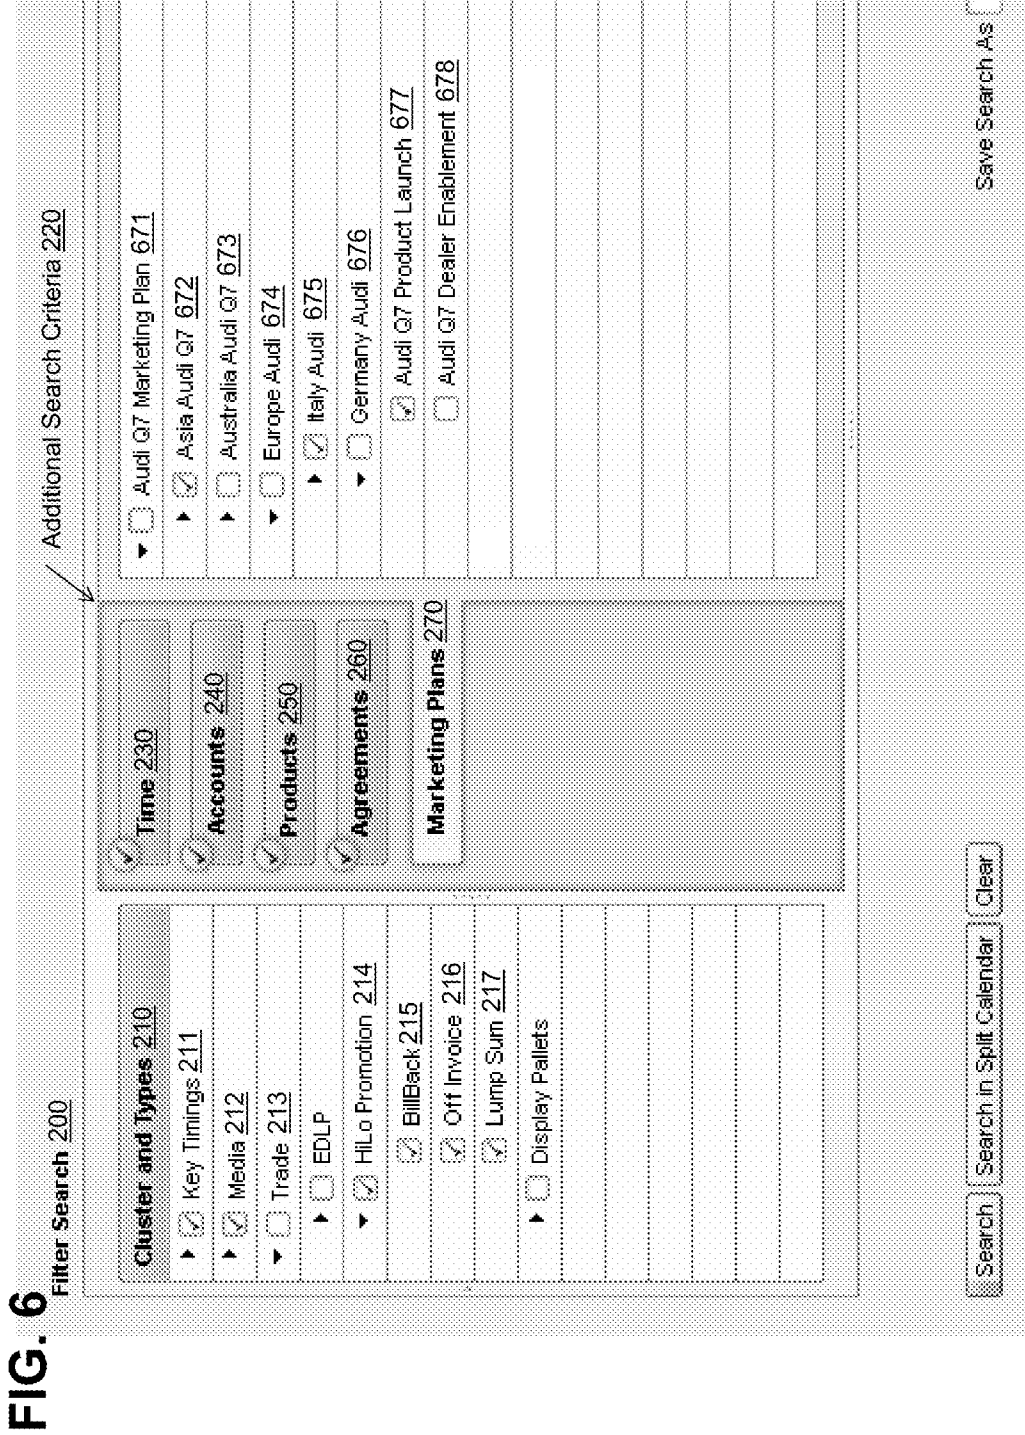 FIG. 6
Filter Search 200
Additional Search Criteria 220
Cluster and Types 210
Key Timings 211
Media 212
Trade 213
EDLP
HiLo Promotion 214
BillBack 215
Off Invoice 216
Lump Sum 217
Display Pallets
Time 230
Accounts 240
Products 250
Agreements 260
Marketing Plans 270
Audi Q7 Marketing Plan 671
Asia Audi Q7 672
Australia Audi Q7 673
Europe Audi 674
Italy Audi 675
Germany Audi 676
Audi Q7 Product Launch 677
Audi Q7 Dealer Enablement 678
Search Search in Split Calendar Clear Save Search As